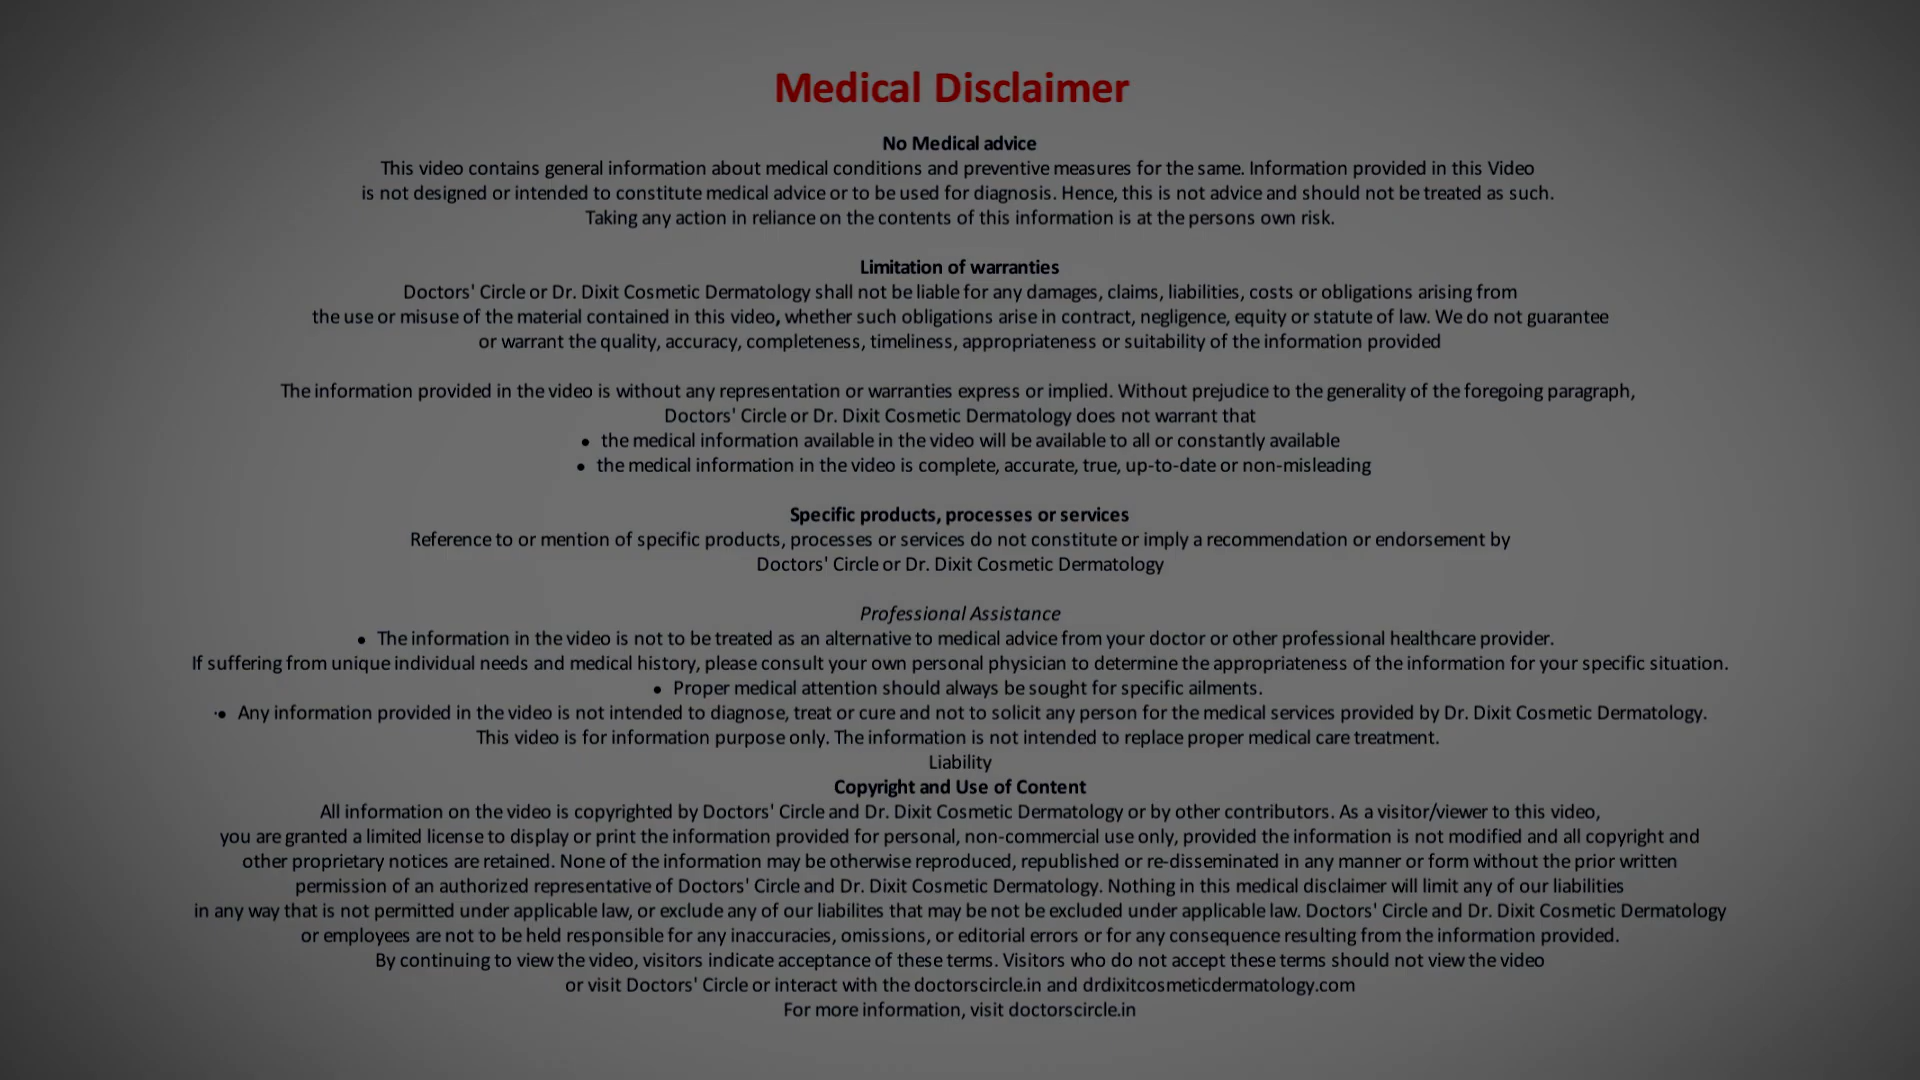 Medical Disclaimer
No Medical advice
This video contains general information about medical conditions and preventive measures for the same. Information provided in this Video
is not designed or intended to constitute medical advice or to be used for diagnosis. Hence, this is not advice and should not be treated as such.
Taking any action in reliance on the contents of this information is at the persons own risk.
Limitation of warranties
Doctors' Circle or Dr. Dixit Cosmetic Dermatology shall not be liable for any damages, claims, liabilities, costs or obligations arising from
the use or misuse of the material contained in this video, whether such obligations arise in contract, negligence, equity or statute of law. We do not guarantee
or warrant the quality, accuracy, completeness, timeliness, appropriateness or suitability of the information provided
The information provided in the video is without any representation or warranties express or implied. Without prejudice to the generality of the foregoing paragraph,
Doctors' Circle or Dr. Dixit Cosmetic Dermatology does not warrant that
• the medical information available in the video will be available to all or constantly available
• the medical information in the video is complete, accurate, true, up-to-date or non-misleading
Specific products, processes or services
Reference to or mention of specific products, processes or services do not constitute or imply a recommendation or endorsement by
Doctors' Circle or Dr. Dixit Cosmetic Dermatology
Professional Assistance
• The information in the video is not to be treated as an alternative to medical advice from your doctor or other professional healthcare provider.
If suffering from unique individual needs and medical history, please consult your own personal physician to determine the appropriateness of the information for your specific situation.
• Proper medical attention should always be sought for specific ailments.
·• Any information provided in the video is not intended to diagnose, treat or cure and not to solicit any person for the medical services provided by Dr. Dixit Cosmetic Dermatology.
This video is for information purpose only. The information is not intended to replace proper medical care treatment.
Liability
Copyright and Use of Content
All information on the video is copyrighted by Doctors' Circle and Dr. Dixit Cosmetic Dermatology or by other contributors. As a visitor/viewer to this video,
you are granted a limited license to display or print the information provided for personal, non-commercial use only, provided the information is not modified and all copyright and
other proprietary notices are retained. None of the information may be otherwise reproduced, republished or re-disseminated in any manner or form without the prior written
permission of an authorized representative of Doctors' Circle and Dr. Dixit Cosmetic Dermatology. Nothing in this medical disclaimer will limit any of our liabilities
in any way that is not permitted under applicable law, or exclude any of our liabilites that may be not be excluded under applicable law. Doctors' Circle and Dr. Dixit Cosmetic Dermatology
or employees are not to be held responsible for any inaccuracies, omissions, or editorial errors or for any consequence resulting from the information provided.
By continuing to view the video, visitors indicate acceptance of these terms. Visitors who do not accept these terms should not view the video
or visit Doctors' Circle or interact with the doctorscircle.in and drdixitcosmeticdermatology.com
For more information, visit doctorscircle.in